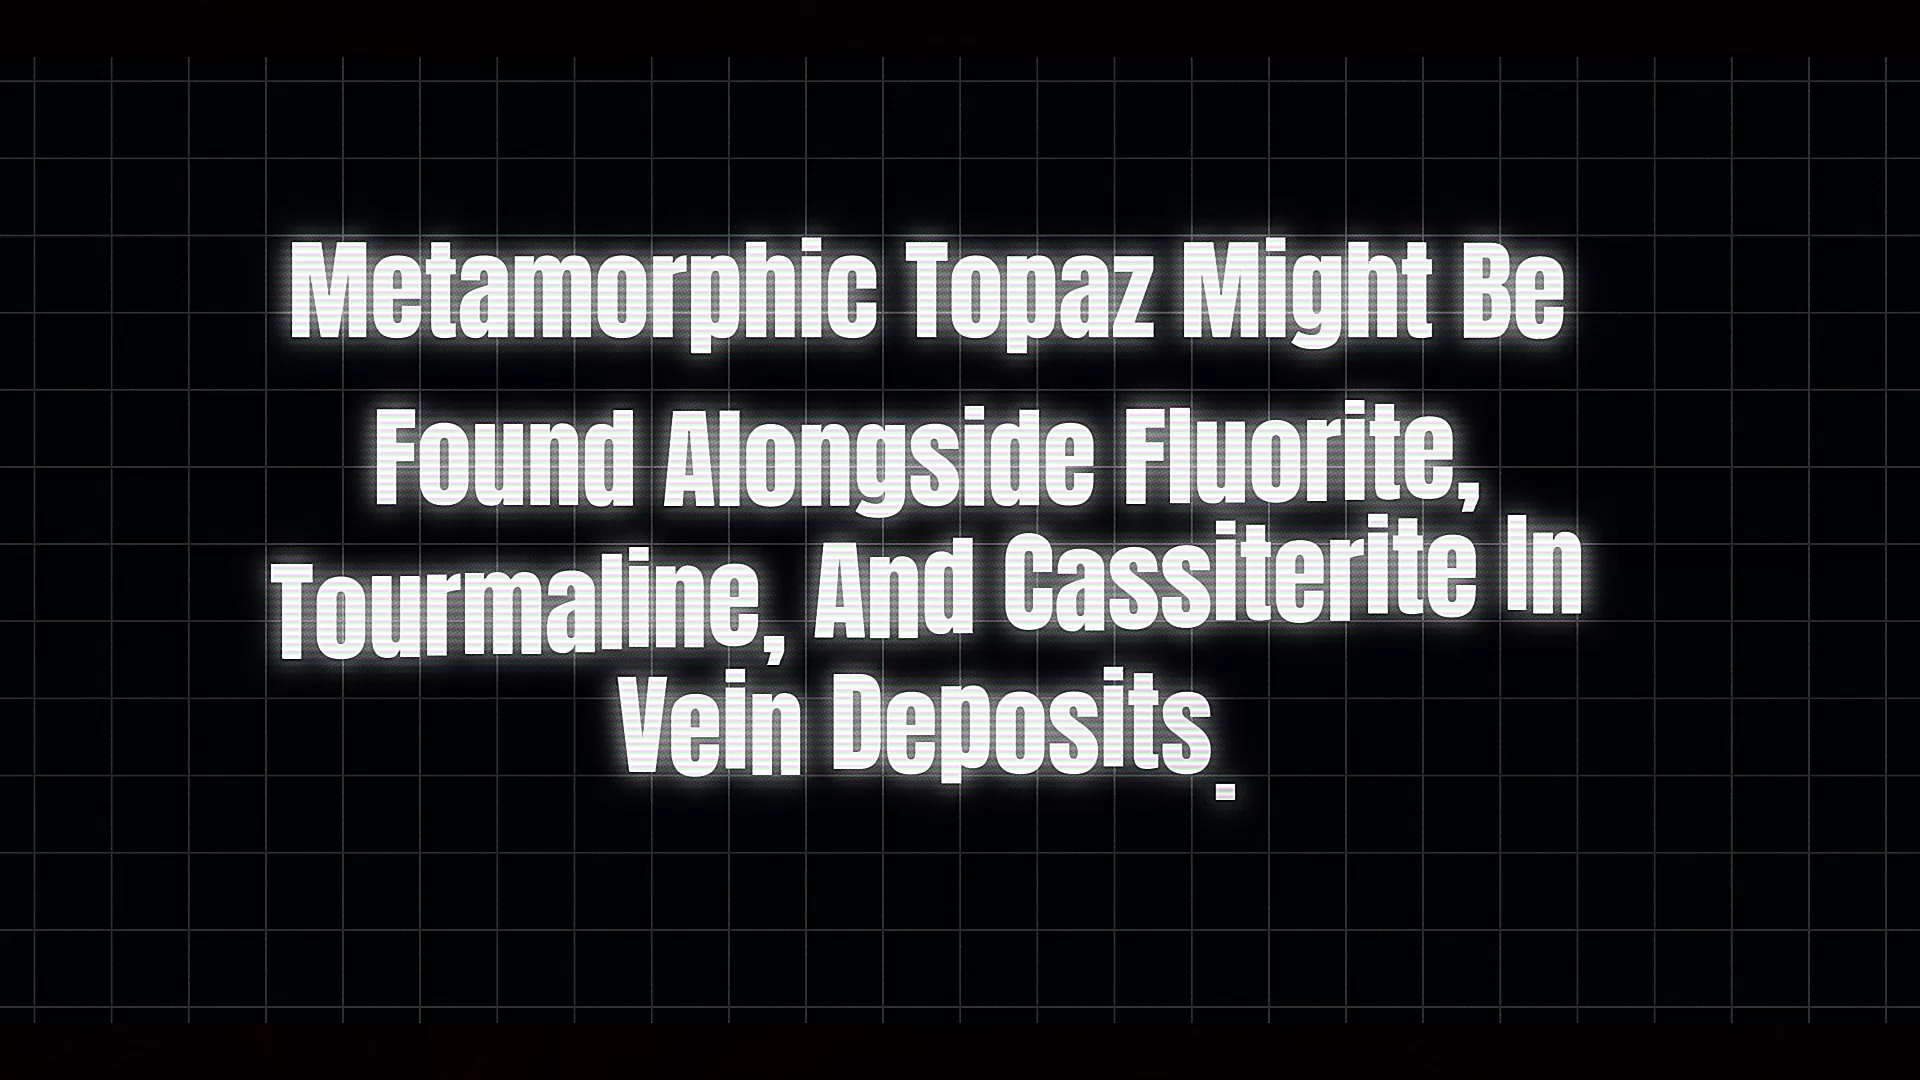 Metamorphic Topaz Might Be
Found Alongside Fluorite,
Tourmaline, And Cassiterite In
Vein Deposits.